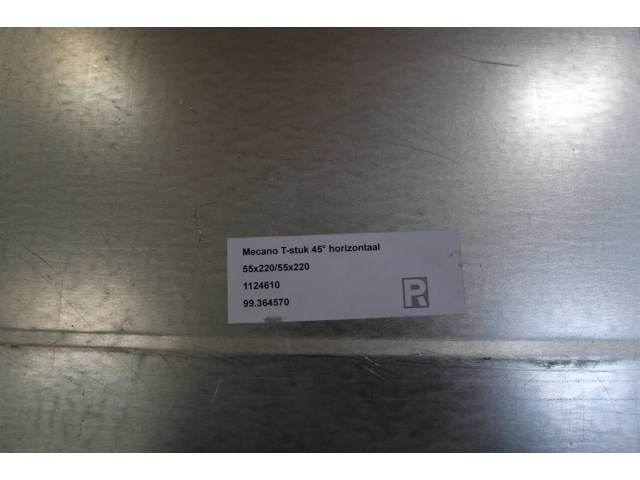 Mecano T-stuk 45° horizontaal
55x220/55x220
1124610
99.364570
R